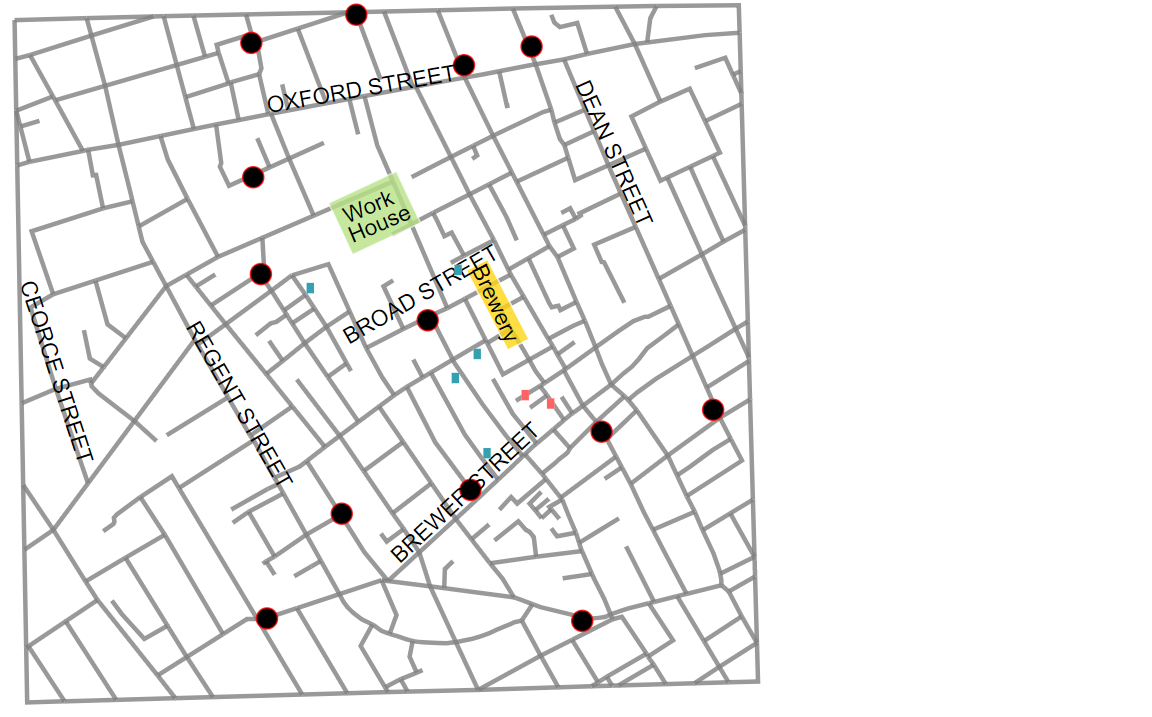 OXFORD STREET
DEAN STREET
Work
House
BROAD STREET
Brewery
CEORCE STREET
REGENT STREET
BREWER STREET